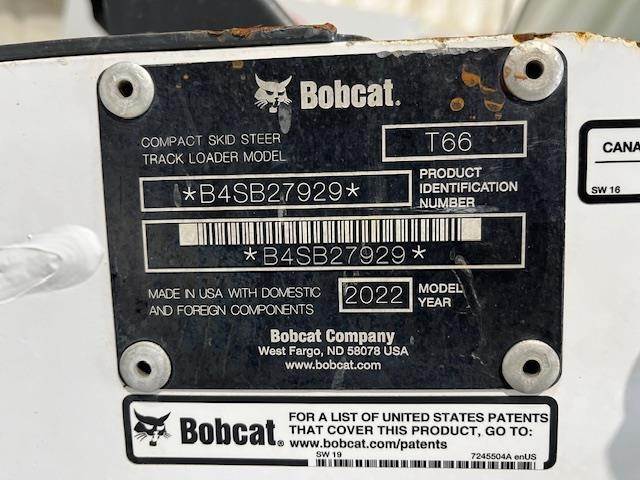 Bobcat.
COMPACT SKID STEER
TRACK LOADER MODEL
T66
*B4SB27929*
PRODUCT
IDENTIFICATION
NUMBER
*B4SB27929*
MADE IN USA WITH DOMESTIC
AND FOREIGN COMPONENTS
2022
MODEL
YEAR
Bobcat Company
West Fargo, ND 58078 USA
www.bobcat.com
CANA
SW 16
Bobcat®
FOR A LIST OF UNITED STATES PATENTS
THAT COVER THIS PRODUCT, GO TO:
www.bobcat.com/patents
SW 19
7245504A enUS